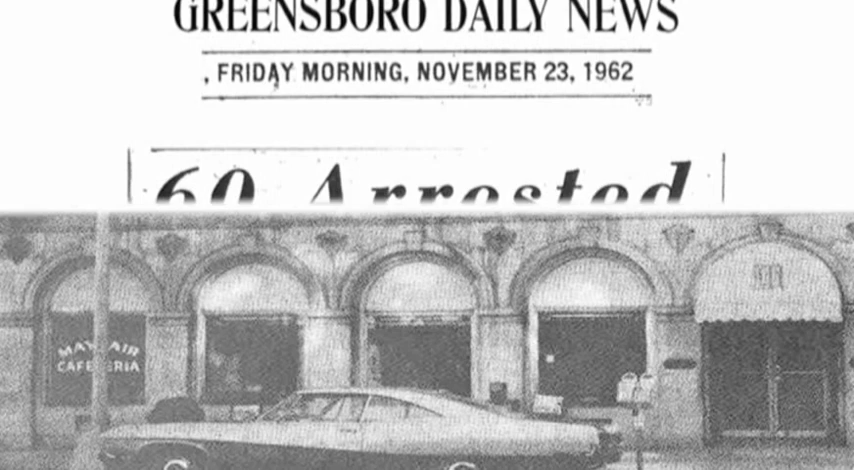 GREENSBORO DAILY NEWS
, FRIDAY MORNING, NOVEMBER 23, 1962
60 Arrested
MAYFAIR
CAFETERIA